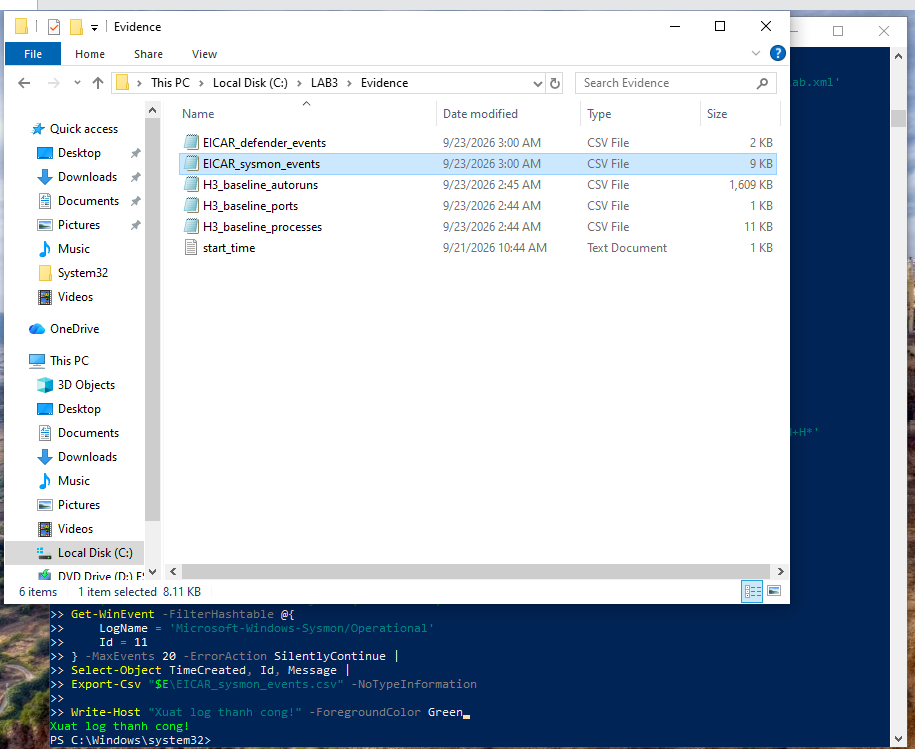 Evidence
File Home Share View
This PC Local Disk (C:) LAB3 Evidence Search Evidence
ab.xml'
Name Date modified Type Size
Quick access
Desktop
Downloads
Documents
Pictures
Music
System32
Videos
OneDrive
This PC
3D Objects
Desktop
Documents
Downloads
Music
Pictures
Videos
Local Disk (C:)
DVD Drive (D:)
EICAR_defender_events 9/23/2026 3:00 AM CSV File 2 KB
EICAR_sysmon_events 9/23/2026 3:00 AM CSV File 9 KB
H3_baseline_autoruns 9/23/2026 2:45 AM CSV File 1,609 KB
H3_baseline_ports 9/23/2026 2:44 AM CSV File 1 KB
H3_baseline_processes 9/23/2026 2:44 AM CSV File 11 KB
start_time 9/21/2026 10:44 AM Text Document 1 KB
+H*'
6 items 1 item selected 8.11 KB
>> Get-WinEvent -FilterHashtable @{
>> LogName = 'Microsoft-Windows-Sysmon/Operational'
>> Id = 11
>> } -MaxEvents 20 -ErrorAction SilentlyContinue |
>> Select-Object TimeCreated, Id, Message |
>> Export-Csv "$E\EICAR_sysmon_events.csv" -NoTypeInformation
>>
>> Write-Host "Xuat log thanh cong!" -ForegroundColor Green
Xuat log thanh cong!
PS C:\Windows\system32>